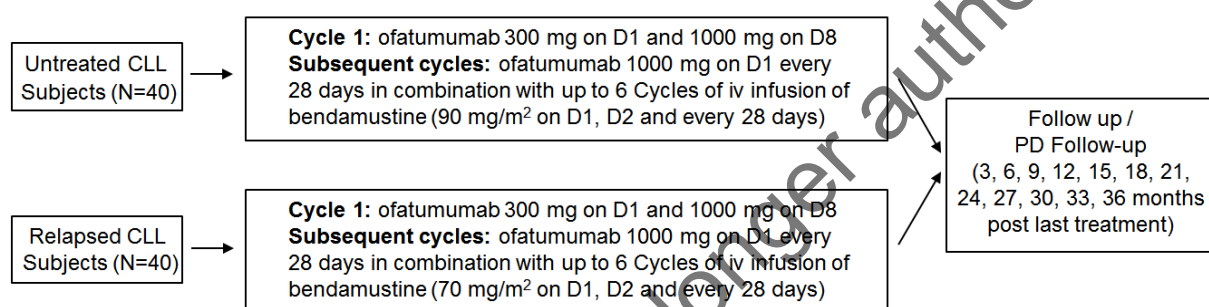 Untreated CLL
Subjects (N=40)
Cycle 1: ofatumumab 300 mg on D1 and 1000 mg on D8
Subsequent cycles: ofatumumab 1000 mg on D1 every
28 days in combination with up to 6 Cycles of iv infusion of
bendamustine (90 mg/m² on D1, D2 and every 28 days)
Relapsed CLL
Subjects (N=40)
Cycle 1: ofatumumab 300 mg on D1 and 1000 mg on D8
Subsequent cycles: ofatumumab 1000 mg on D1 every
28 days in combination with up to 6 Cycles of iv infusion of
bendamustine (70 mg/m² on D1, D2 and every 28 days)
Follow up /
PD Follow-up
(3, 6, 9, 12, 15, 18, 21,
24, 27, 30, 33, 36 months
post last treatment)
longer